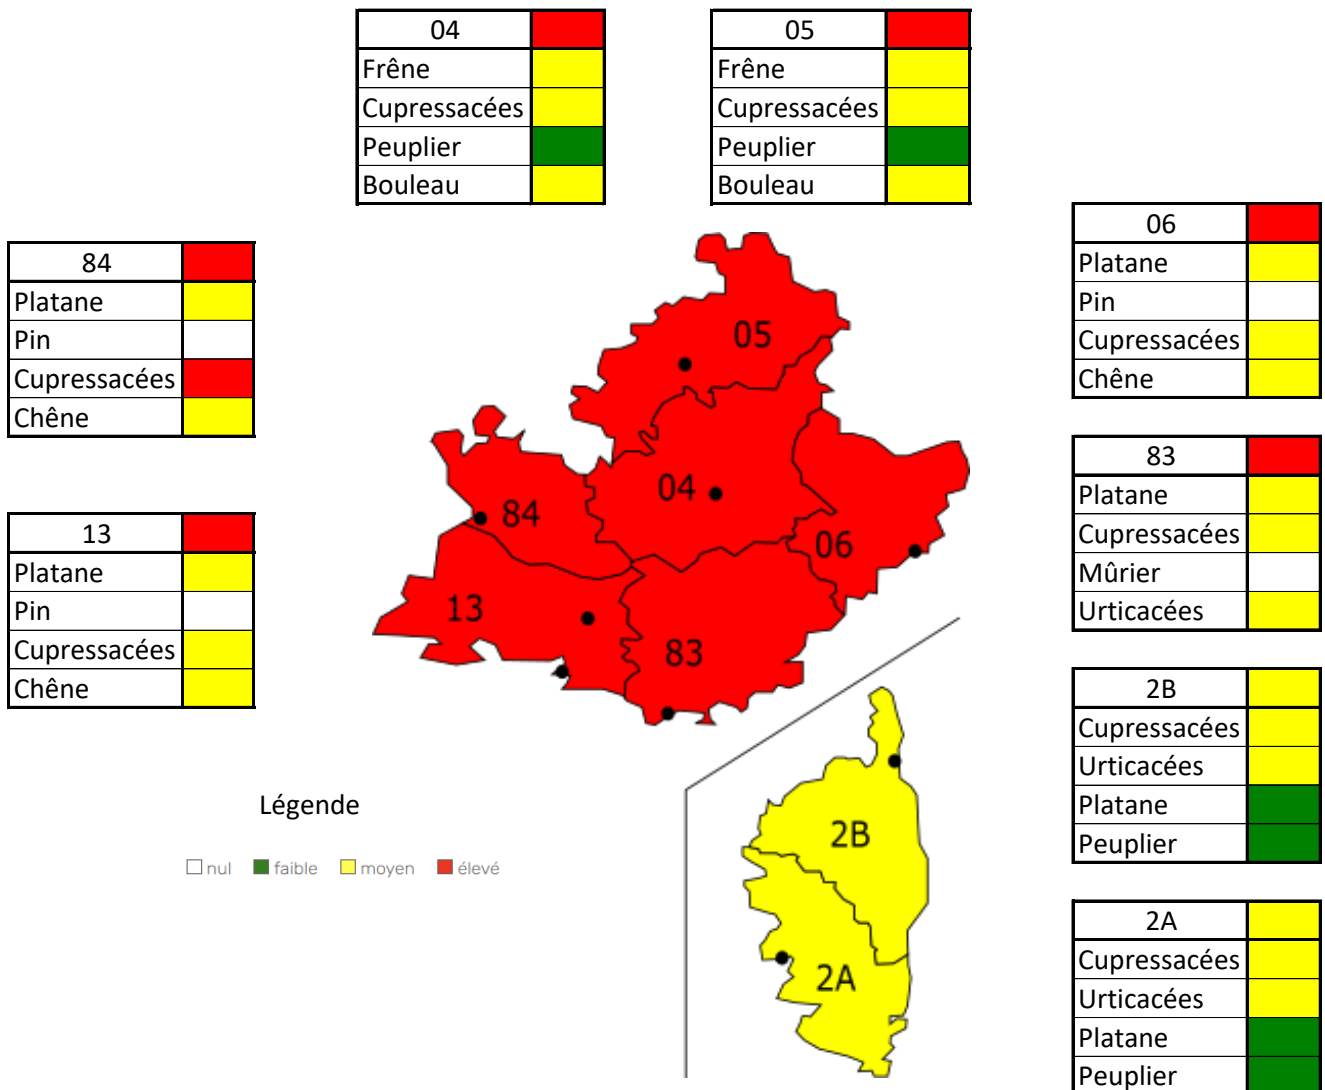 04
Frêne
Cupressacées
Peuplier
Bouleau
05
Frêne
Cupressacées
Peuplier
Bouleau
84
Platane
Pin
Cupressacées
Chêne
13
Platane
Pin
Cupressacées
Chêne
06
Platane
Pin
Cupressacées
Chêne
83
Platane
Cupressacées
Mûrier
Urticacées
2B
Cupressacées
Urticacées
Platane
Peuplier
2A
Cupressacées
Urticacées
Platane
Peuplier
05
04
84
06
13
83
2B
2A
Légende
nul faible moyen élevé